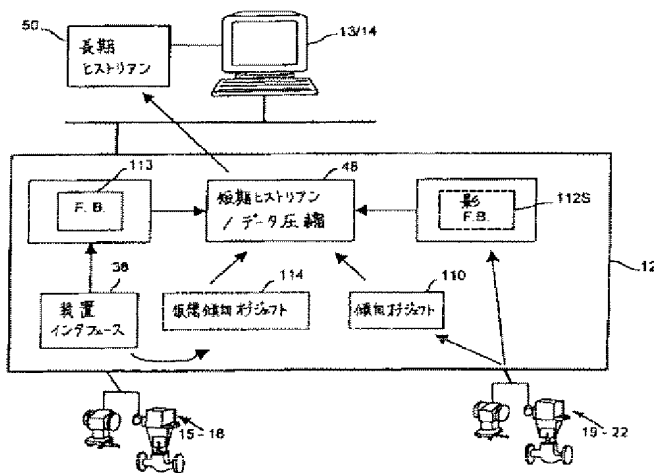 50
長期
ヒストリアン
13/14
113
F.B.
48
短期ヒストリアン
/データ圧縮
影
F.B.
112S
12
38
装置
インタフェース
114
仮想傾向オブジェクト
110
傾向オブジェクト
15-18
19-22